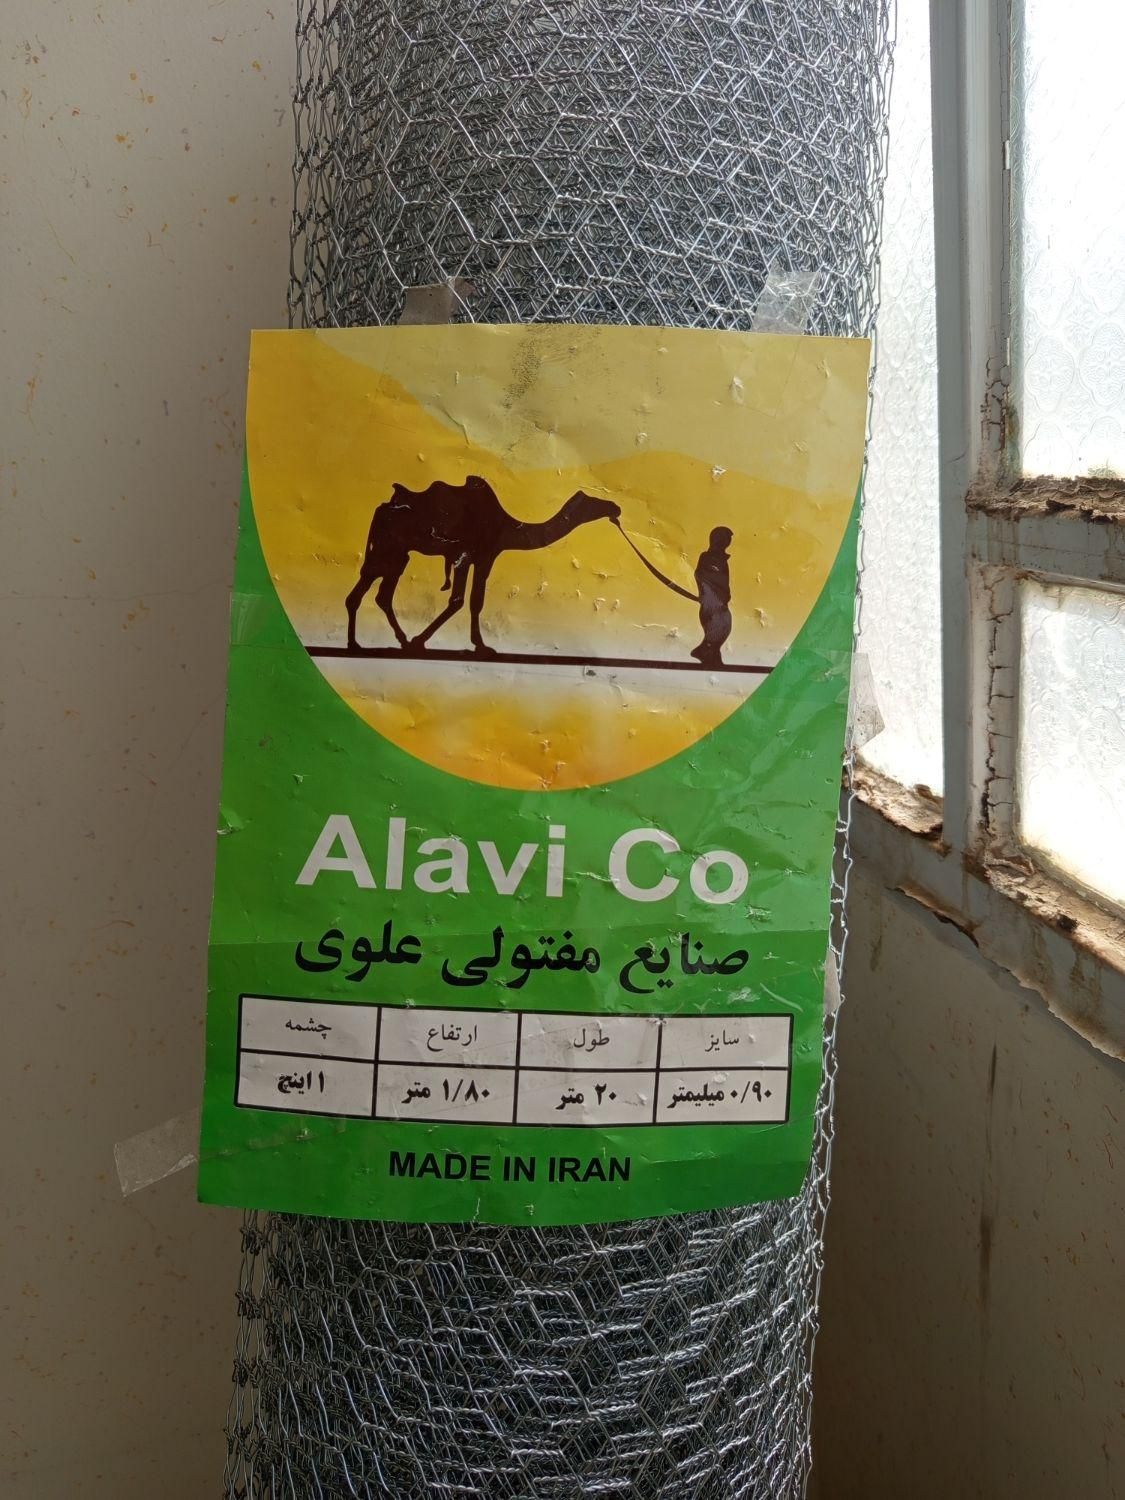 Alavi Co
صنایع مفتولی علوی
سایز طول ارتفاع چشمه
۰/۹۰ میلیمتر ۲۰ متر ۱/۸۰ متر ۱ اینچ
MADE IN IRAN